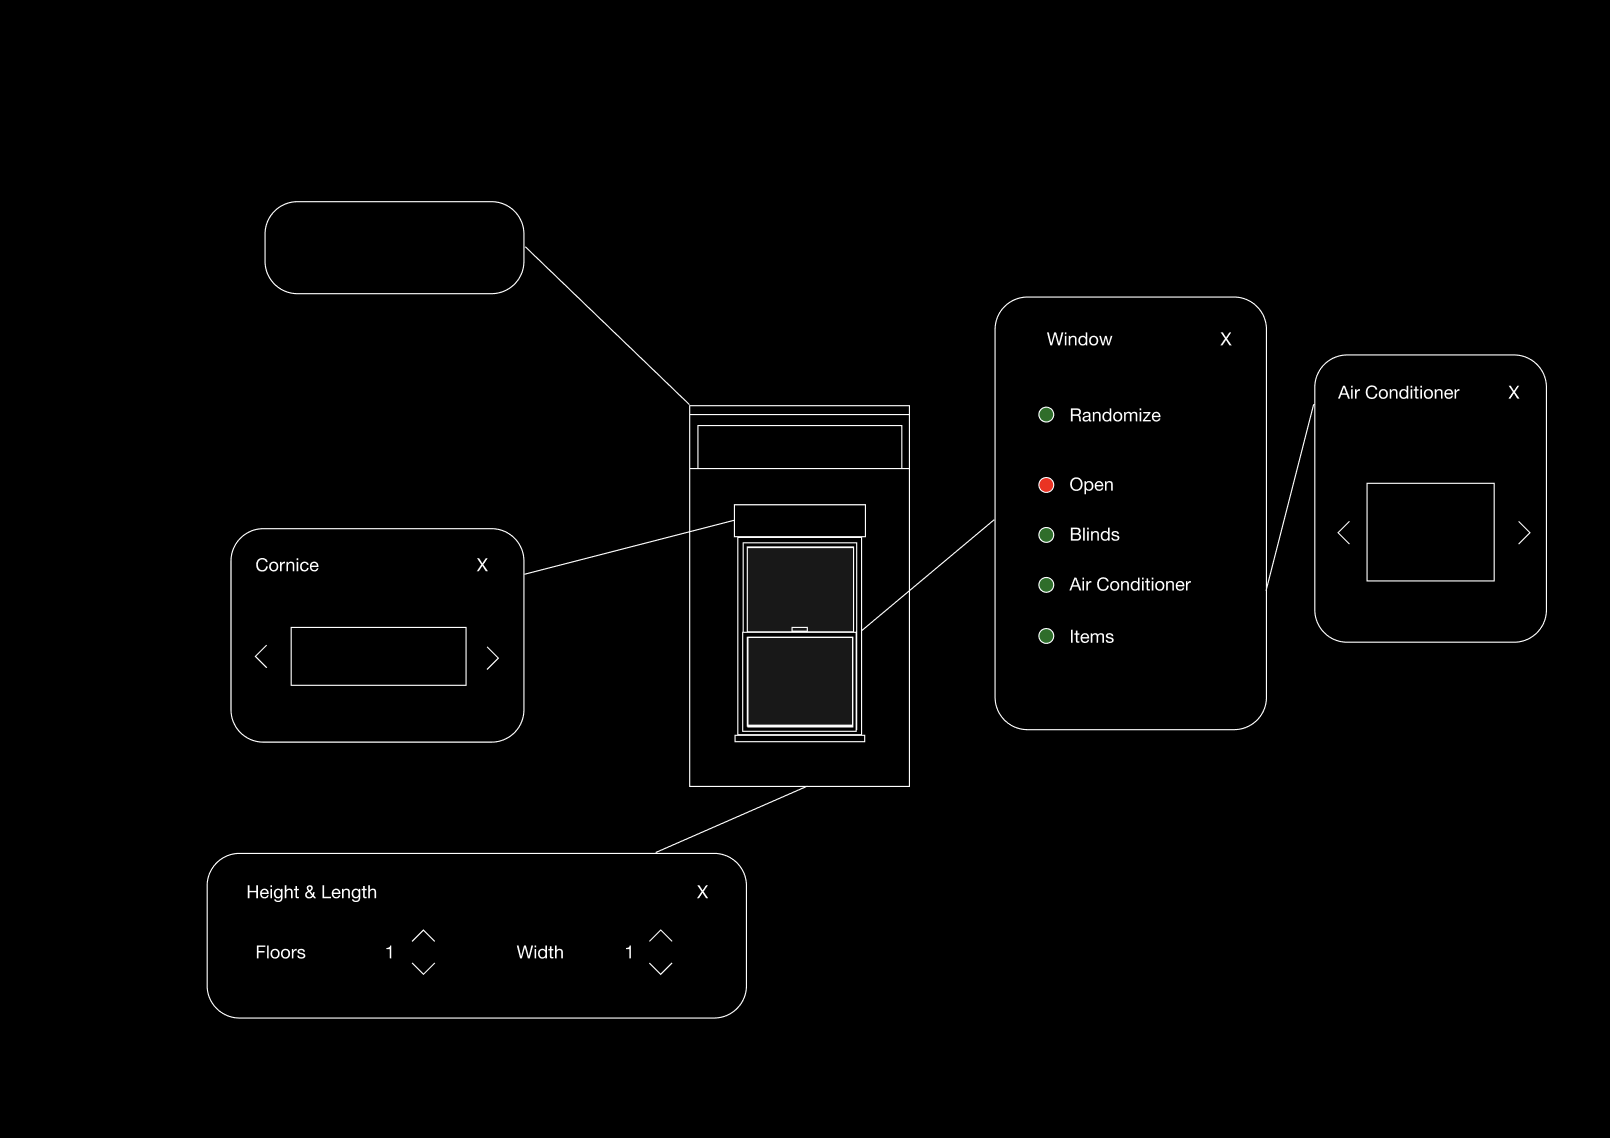 Window X
Randomize
Open
Blinds
Air Conditioner
Items
Air Conditioner X
Cornice X
Height & Length X
Floors 1 Width 1